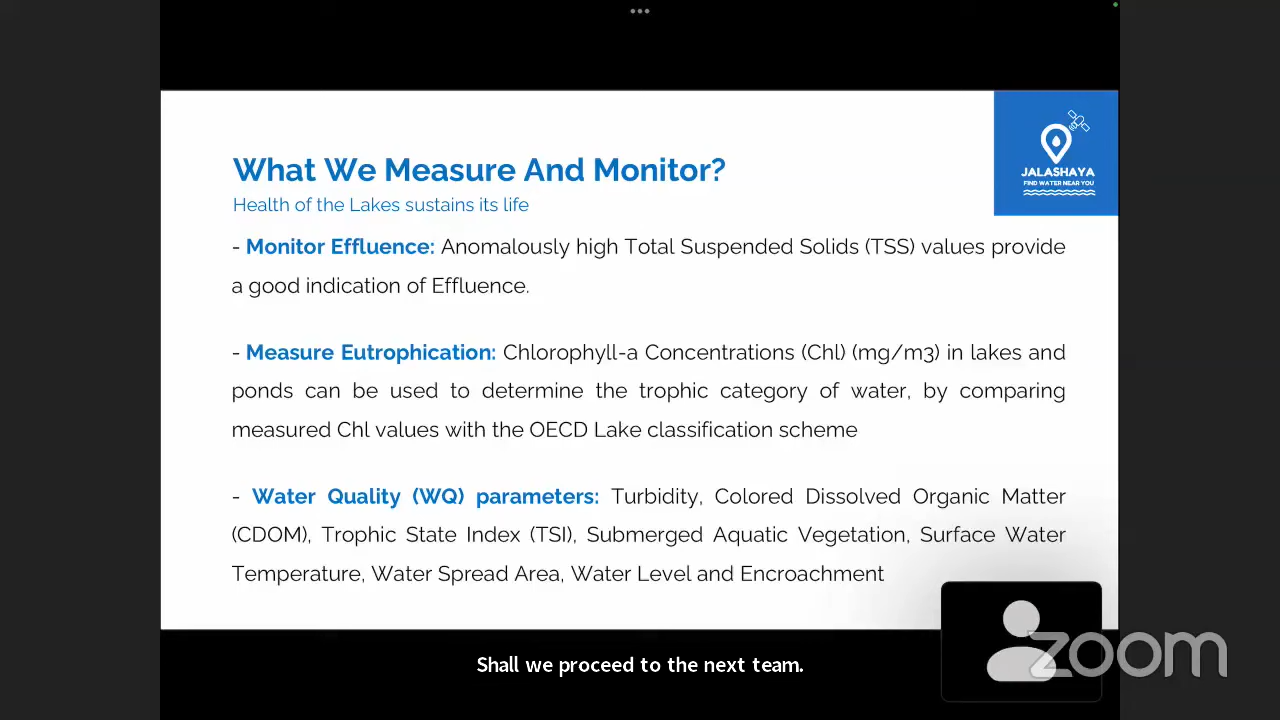 What We Measure And Monitor?
JALASHAYA
FIND WATER NEAR YOU
Health of the Lakes sustains its life
- Monitor Effluence: Anomalously high Total Suspended Solids (TSS) values provide
a good indication of Effluence.
- Measure Eutrophication: Chlorophyll-a Concentrations (Chl) (mg/m3) in lakes and
ponds can be used to determine the trophic category of water, by comparing
measured Chl values with the OECD Lake classification scheme
- Water Quality (WQ) parameters: Turbidity, Colored Dissolved Organic Matter
(CDOM), Trophic State Index (TSI), Submerged Aquatic Vegetation, Surface Water
Temperature, Water Spread Area, Water Level and Encroachment
Shall we proceed to the next team.
zoom